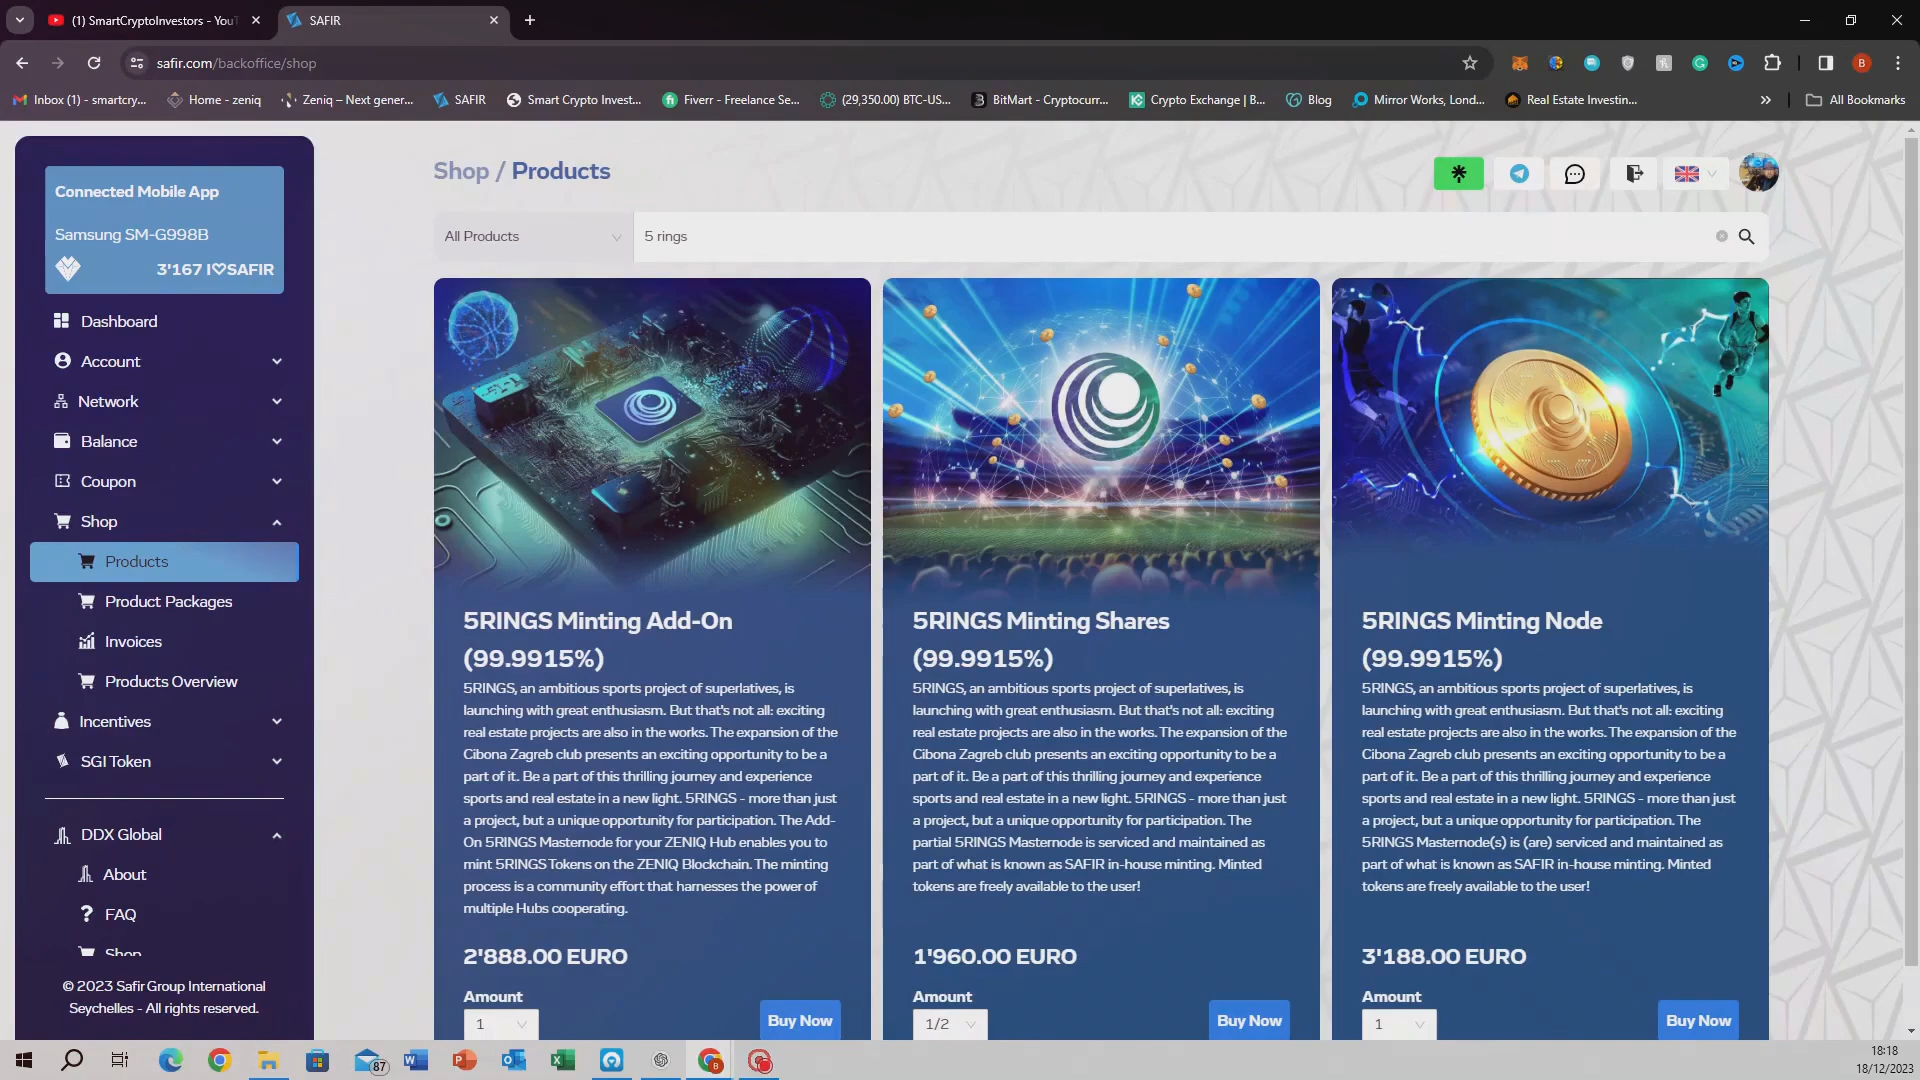 (1) SmartCryptoInvestors - YouT
SAFIR
safir.com/backoffice/shop
Inbox (1) - smartcry...
Home - zeniq
Zeniq – Next gener...
SAFIR
Smart Crypto Invest...
Fiverr - Freelance Se...
(29,350.00) BTC-US...
BitMart - Cryptocurr...
Crypto Exchange | B...
Blog
Mirror Works, Lond...
Real Estate Investin...
All Bookmarks
Connected Mobile App
Samsung SM-G998B
3'167 I♡SAFIR
Dashboard
Account
Network
Balance
Coupon
Shop
Products
Product Packages
Invoices
Products Overview
Incentives
SGI Token
DDX Global
About
FAQ
Shop
© 2023 Safir Group International
Seychelles - All rights reserved.
Shop / Products
All Products
5 rings
5RINGS Minting Add-On
(99.9915%)
5RINGS, an ambitious sports project of superlatives, is
launching with great enthusiasm. But that's not all: exciting
real estate projects are also in the works. The expansion of the
Cibona Zagreb club presents an exciting opportunity to be a
part of it. Be a part of this thrilling journey and experience
sports and real estate in a new light. 5RINGS - more than just
a project, but a unique opportunity for participation. The Add-
On 5RINGS Masternode for your ZENIQ Hub enables you to
mint 5RINGS Tokens on the ZENIQ Blockchain. The minting
process is a community effort that harnesses the power of
multiple Hubs cooperating.
2'888.00 EURO
Amount
1
Buy Now
5RINGS Minting Shares
(99.9915%)
5RINGS, an ambitious sports project of superlatives, is
launching with great enthusiasm. But that's not all: exciting
real estate projects are also in the works. The expansion of the
Cibona Zagreb club presents an exciting opportunity to be a
part of it. Be a part of this thrilling journey and experience
sports and real estate in a new light. 5RINGS - more than just
a project, but a unique opportunity for participation. The
partial 5RINGS Masternode is serviced and maintained as
part of what is known as SAFIR in-house minting. Minted
tokens are freely available to the user!
1'960.00 EURO
Amount
1/2
Buy Now
5RINGS Minting Node
(99.9915%)
5RINGS, an ambitious sports project of superlatives, is
launching with great enthusiasm. But that's not all: exciting
real estate projects are also in the works. The expansion of the
Cibona Zagreb club presents an exciting opportunity to be a
part of it. Be a part of this thrilling journey and experience
sports and real estate in a new light. 5RINGS - more than just
a project, but a unique opportunity for participation. The
5RINGS Masternode(s) is (are) serviced and maintained as
part of what is known as SAFIR in-house minting. Minted
tokens are freely available to the user!
3'188.00 EURO
Amount
1
Buy Now
87
18:18
18/12/2023